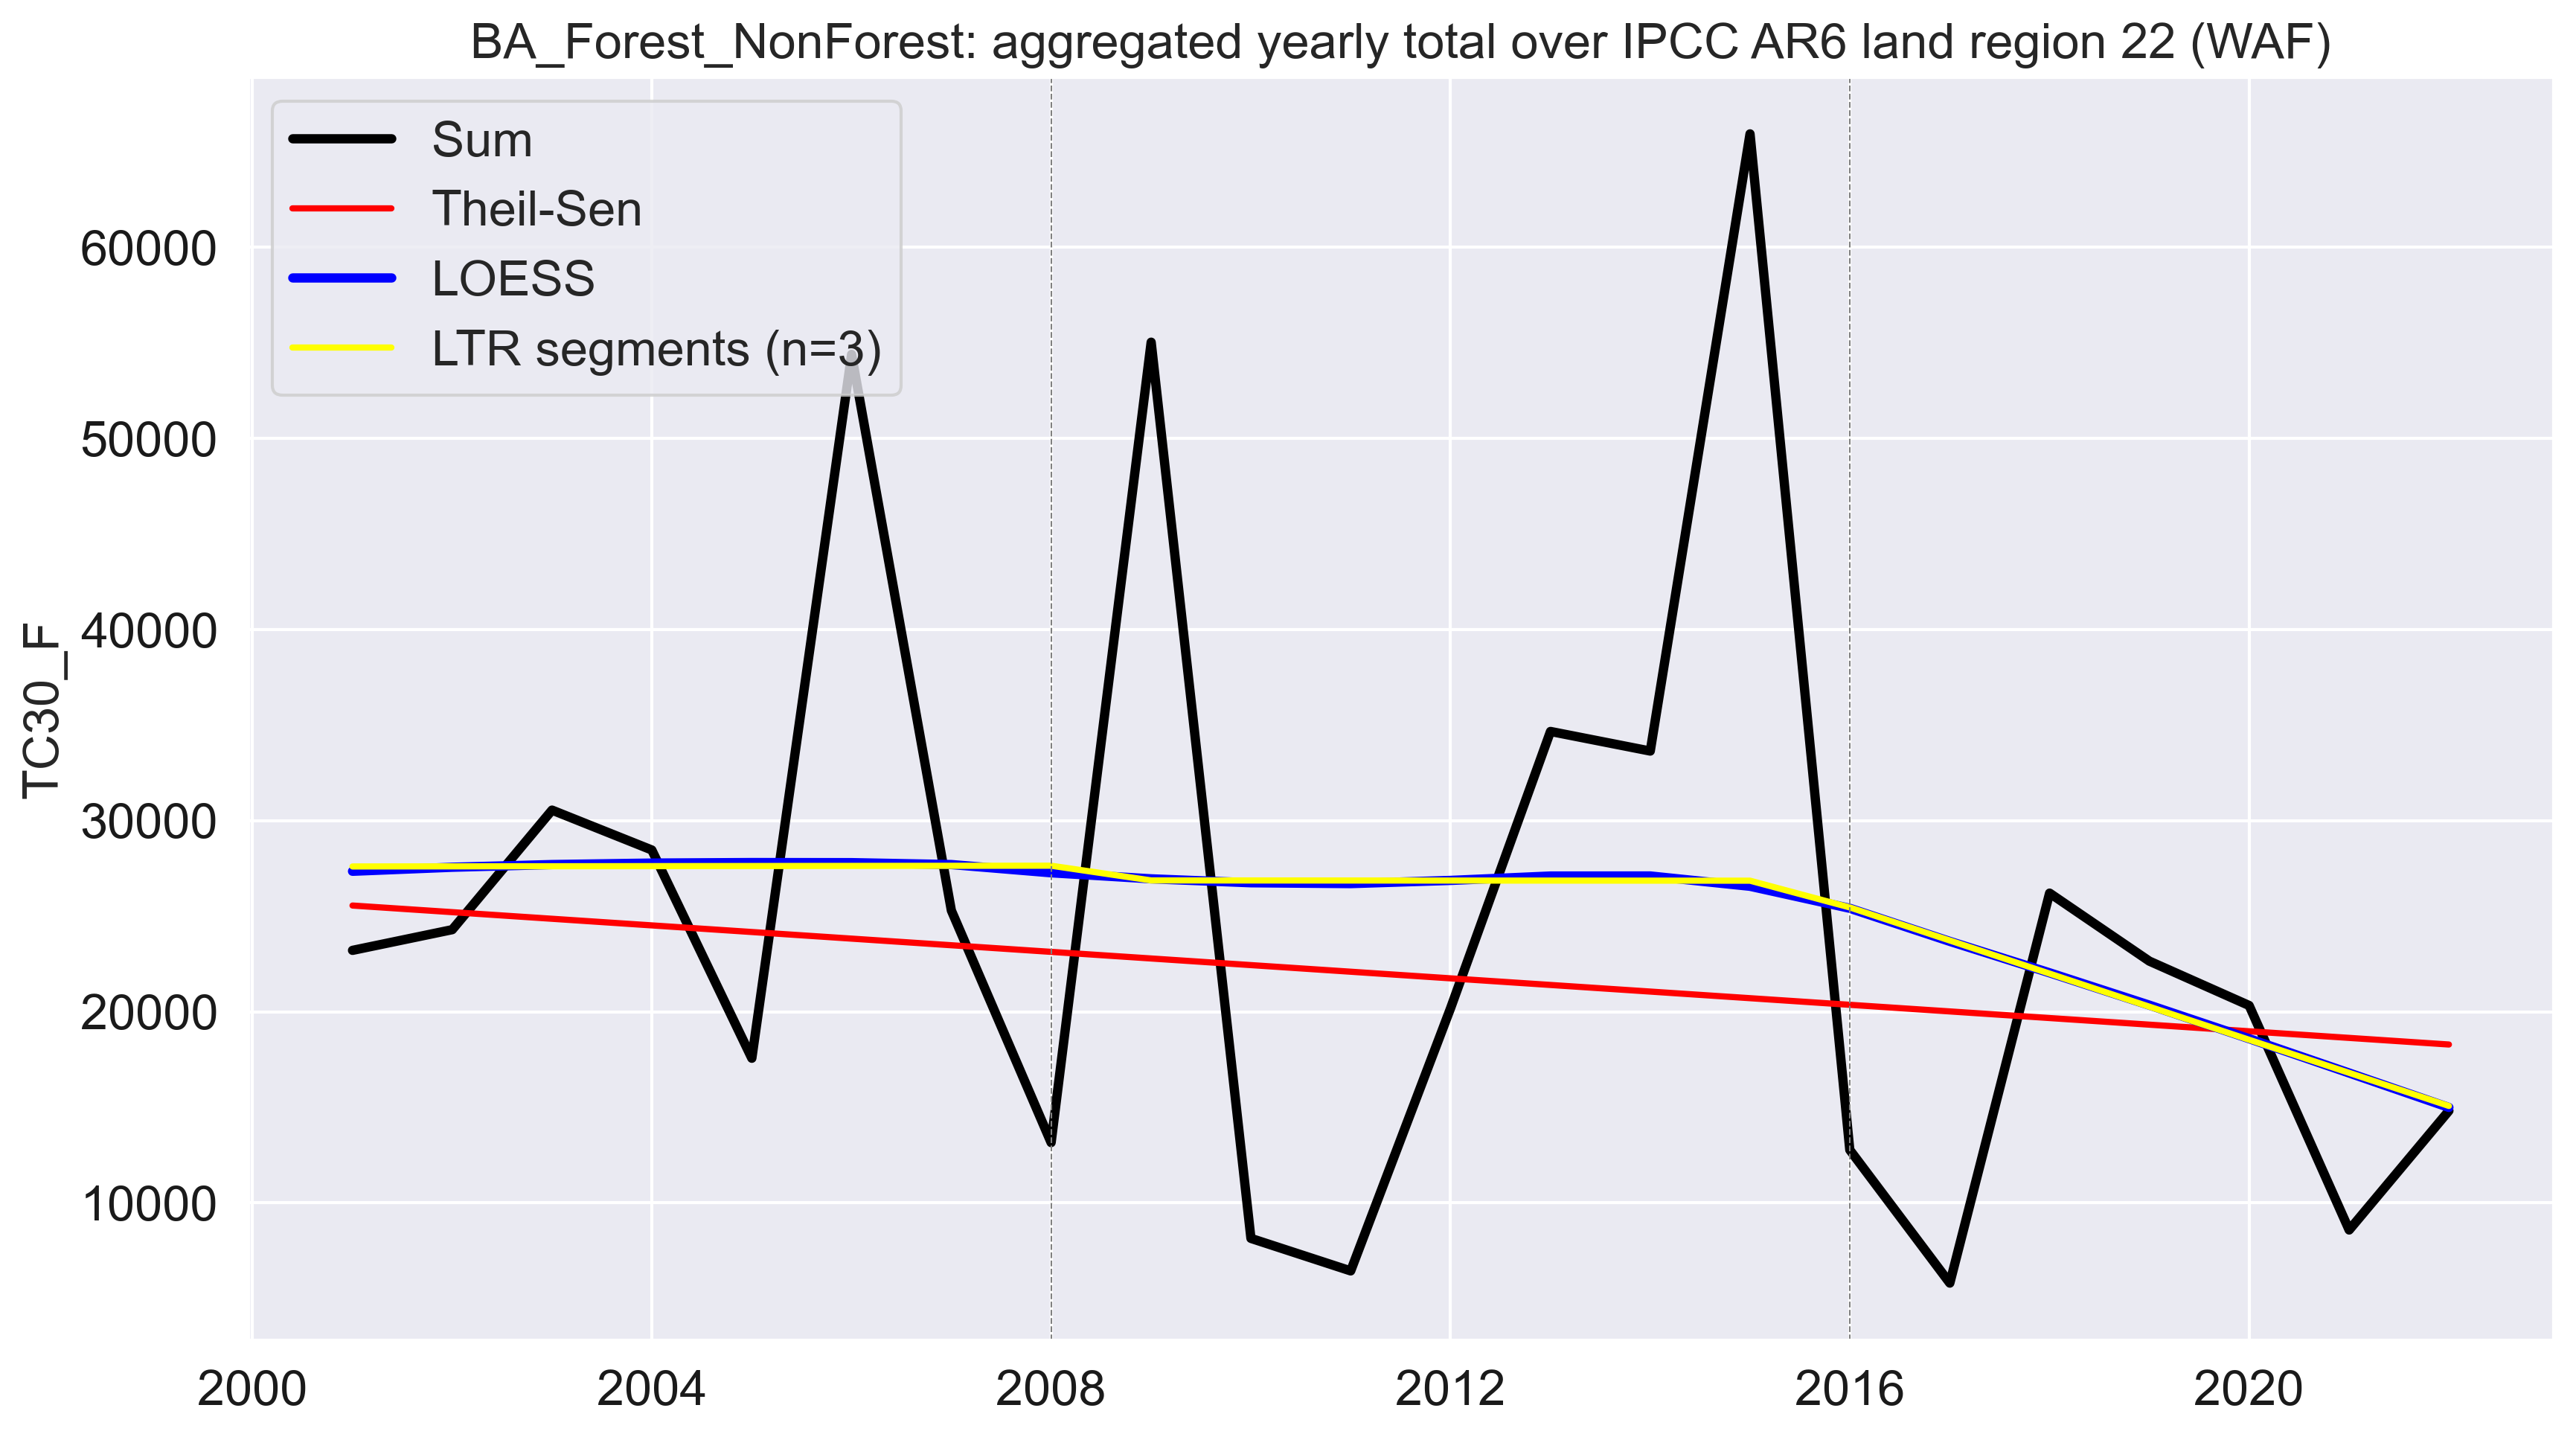 BA_Forest_NonForest: aggregated yearly total over IPCC AR6 land region 22 (WAF)
Sum
Theil-Sen
LOESS
LTR segments (n=3)
TC30_F
60000
50000
40000
30000
20000
10000
2000 2004 2008 2012 2016 2020